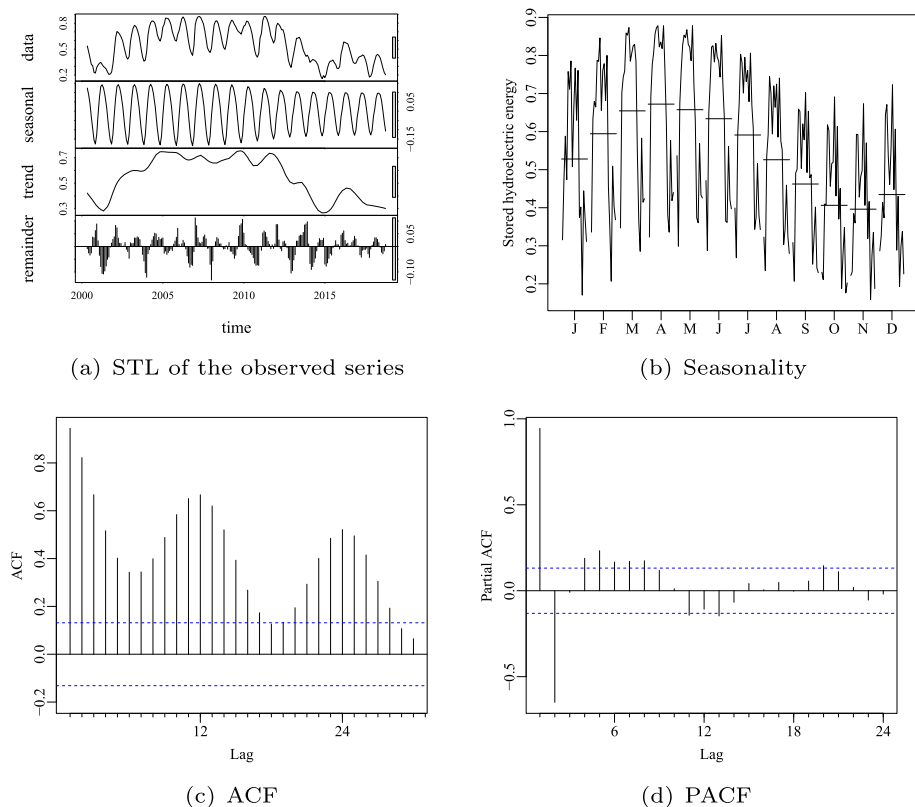 data
0.2 0.5 0.8
seasonal
−0.15 0.05
trend
0.3 0.5 0.7
remainder
−0.10 0.05
2000 2005 2010 2015
time
(a) STL of the observed series
Stored hydroelectric energy
0.2 0.3 0.4 0.5 0.6 0.7 0.8 0.9
J F M A M J J A S O N D
(b) Seasonality
ACF
−0.2 0.0 0.2 0.4 0.6 0.8
12 24
Lag
(c) ACF
Partial ACF
−0.5 0.0 0.5 1.0
6 12 18 24
Lag
(d) PACF